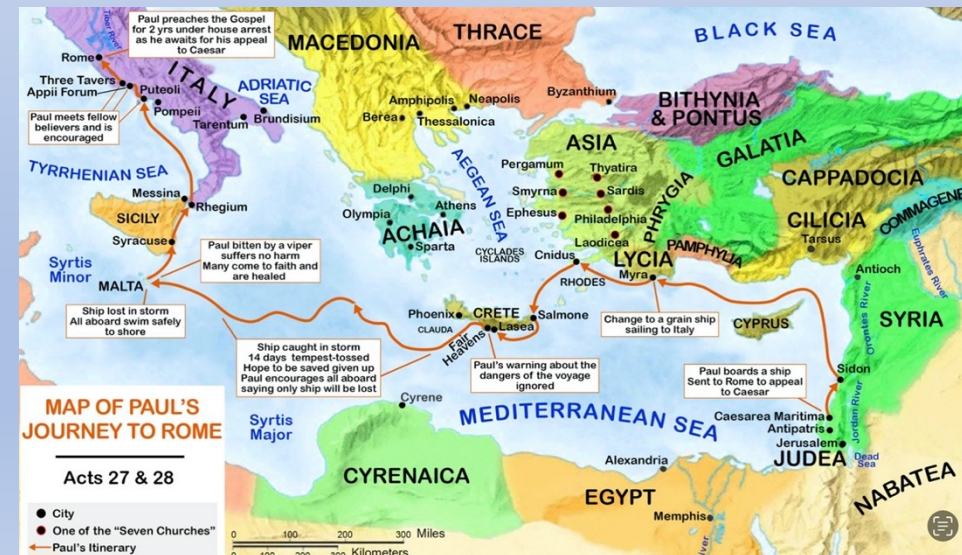 Paul preaches the Gospel
for 2 yrs under house arrest
as he awaits for his appeal
to Caesar
Tiber River
Rome
Three Tavers
Appii Forum
Puteoli
Pompeii
ITALY
Tarentum
Brundisium
ADRIATIC
SEA
Paul meets fellow
believers and is
encouraged
MACEDONIA
THRACE
BLACK SEA
Amphipolis
Neapolis
Berea
Thessalonica
Byzantium
BITHYNIA
& PONTUS
GALATIA
ASIA
Pergamum
Thyatira
Smyrna
Sardis
Ephesus
Philadelphia
Laodicea
PHRYGIA
CAPPADOCIA
CILICIA
Tarsus
COMMAGENE
Euphrates River
TYRRHENIAN SEA
Messina
Rhegium
SICILY
Syracuse
AEGEAN SEA
Delphi
Olympia
Athens
ACHAIA
Sparta
CYCLADES
ISLANDS
Cnidus
LYCIA
PAMPHYLIA
Myra
RHODES
Antioch
Orontes River
SYRIA
Syrtis
Minor
MALTA
Paul bitten by a viper
suffers no harm
Many come to faith and
are healed
Ship lost in storm
All aboard swim safely
to shore
Phoenix
CRETE
Salmone
CLAUDA
Lasea
Fair
Heavens
Change to a grain ship
sailing to Italy
CYPRUS
Ship caught in storm
14 days tempest-tossed
Hope to be saved given up
Paul encourages all aboard
saying only ship will be lost
Paul's warning about the
dangers of the voyage
ignored
Paul boards a ship
Sent to Rome to appeal
to Caesar
Sidon
Caesarea Maritima
Antipatris
Jerusalem
Jordan River
JUDEA
Dead
Sea
NABATEA
MEDITERRANEAN SEA
Syrtis
Major
Cyrene
CYRENAICA
Alexandria
EGYPT
Memphis
River
MAP OF PAUL'S
JOURNEY TO ROME
Acts 27 & 28
City
One of the "Seven Churches"
Paul's Itinerary
0 100 200 300 Miles
0 100 200 300 400 Kilometers